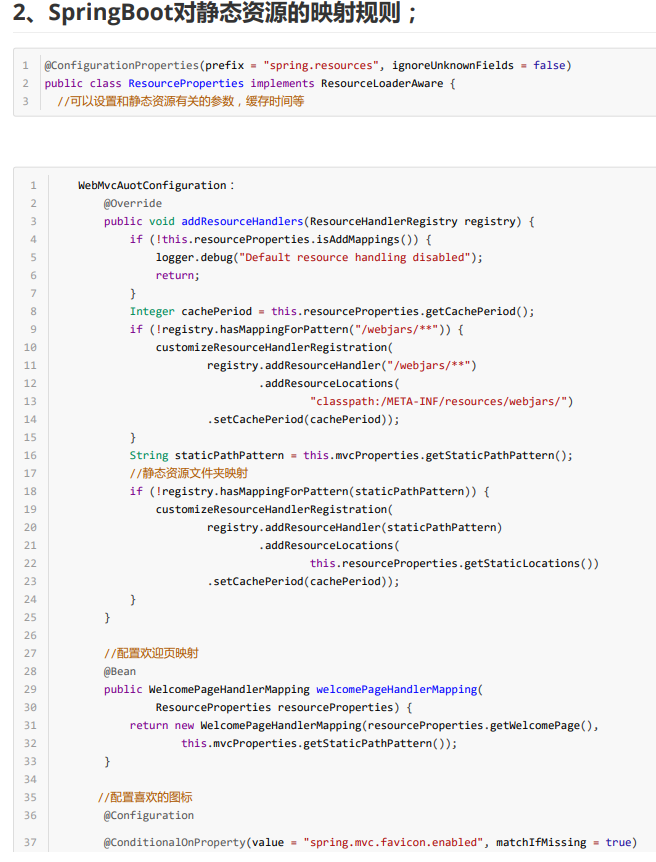 2、SpringBoot对静态资源的映射规则；
1 @ConfigurationProperties(prefix = "spring.resources", ignoreUnknownFields = false)
2 public class ResourceProperties implements ResourceLoaderAware {
3 //可以设置和静态资源有关的参数，缓存时间等
1 WebMvcAuotConfiguration：
2 @Override
3 public void addResourceHandlers(ResourceHandlerRegistry registry) {
4 if (!this.resourceProperties.isAddMappings()) {
5 logger.debug("Default resource handling disabled");
6 return;
7 }
8 Integer cachePeriod = this.resourceProperties.getCachePeriod();
9 if (!registry.hasMappingForPattern("/webjars/**")) {
10 customizeResourceHandlerRegistration(
11 registry.addResourceHandler("/webjars/**")
12 .addResourceLocations(
13 "classpath:/META-INF/resources/webjars/")
14 .setCachePeriod(cachePeriod));
15 }
16 String staticPathPattern = this.mvcProperties.getStaticPathPattern();
17 //静态资源文件夹映射
18 if (!registry.hasMappingForPattern(staticPathPattern)) {
19 customizeResourceHandlerRegistration(
20 registry.addResourceHandler(staticPathPattern)
21 .addResourceLocations(
22 this.resourceProperties.getStaticLocations())
23 .setCachePeriod(cachePeriod));
24 }
25 }
26
27 //配置欢迎页映射
28 @Bean
29 public WelcomePageHandlerMapping welcomePageHandlerMapping(
30 ResourceProperties resourceProperties) {
31 return new WelcomePageHandlerMapping(resourceProperties.getWelcomePage(),
32 this.mvcProperties.getStaticPathPattern());
33 }
34
35 //配置喜欢的图标
36 @Configuration
37 @ConditionalOnProperty(value = "spring.mvc.favicon.enabled", matchIfMissing = true)